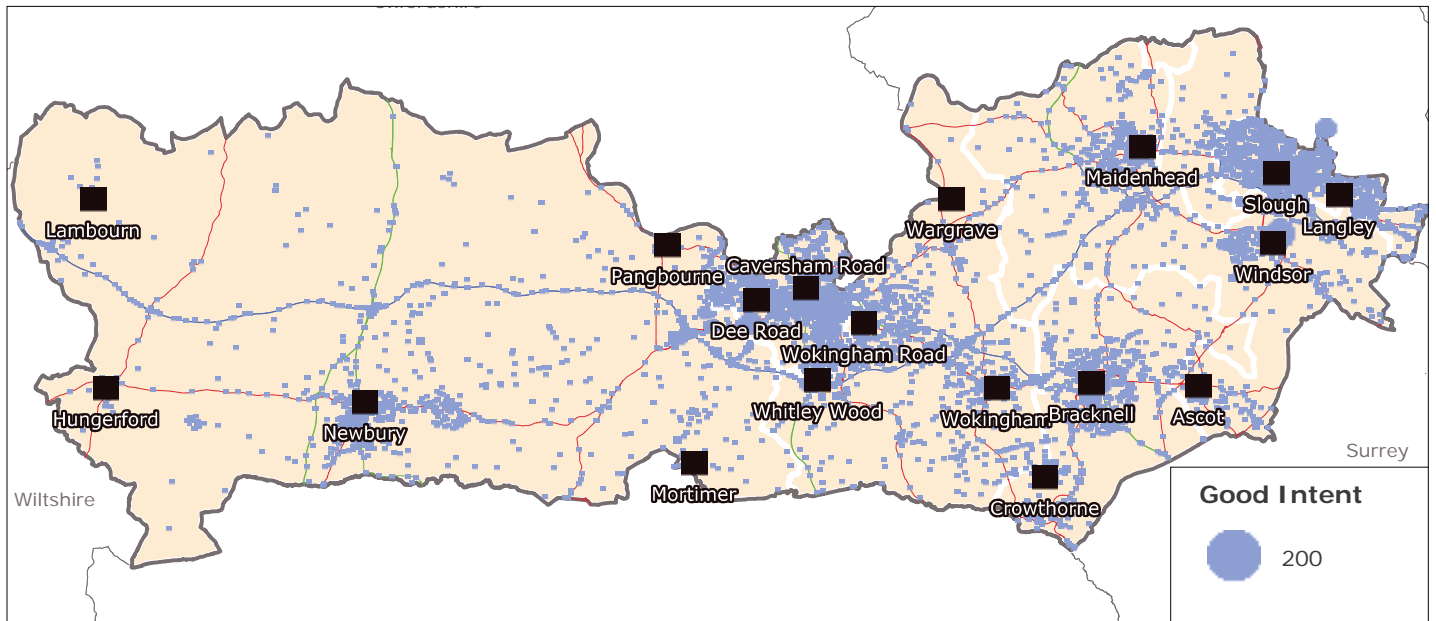 Maidenhead
Slough
Lambourn
Wargrave
Langley
Pangbourne
Caversham Road
Windsor
Dee Road
Wokingham Road
Hungerford
Newbury
Whitley Wood
Wokingham
Bracknell
Ascot
Surrey
Wiltshire
Mortimer
Crowthorne
Good Intent
200